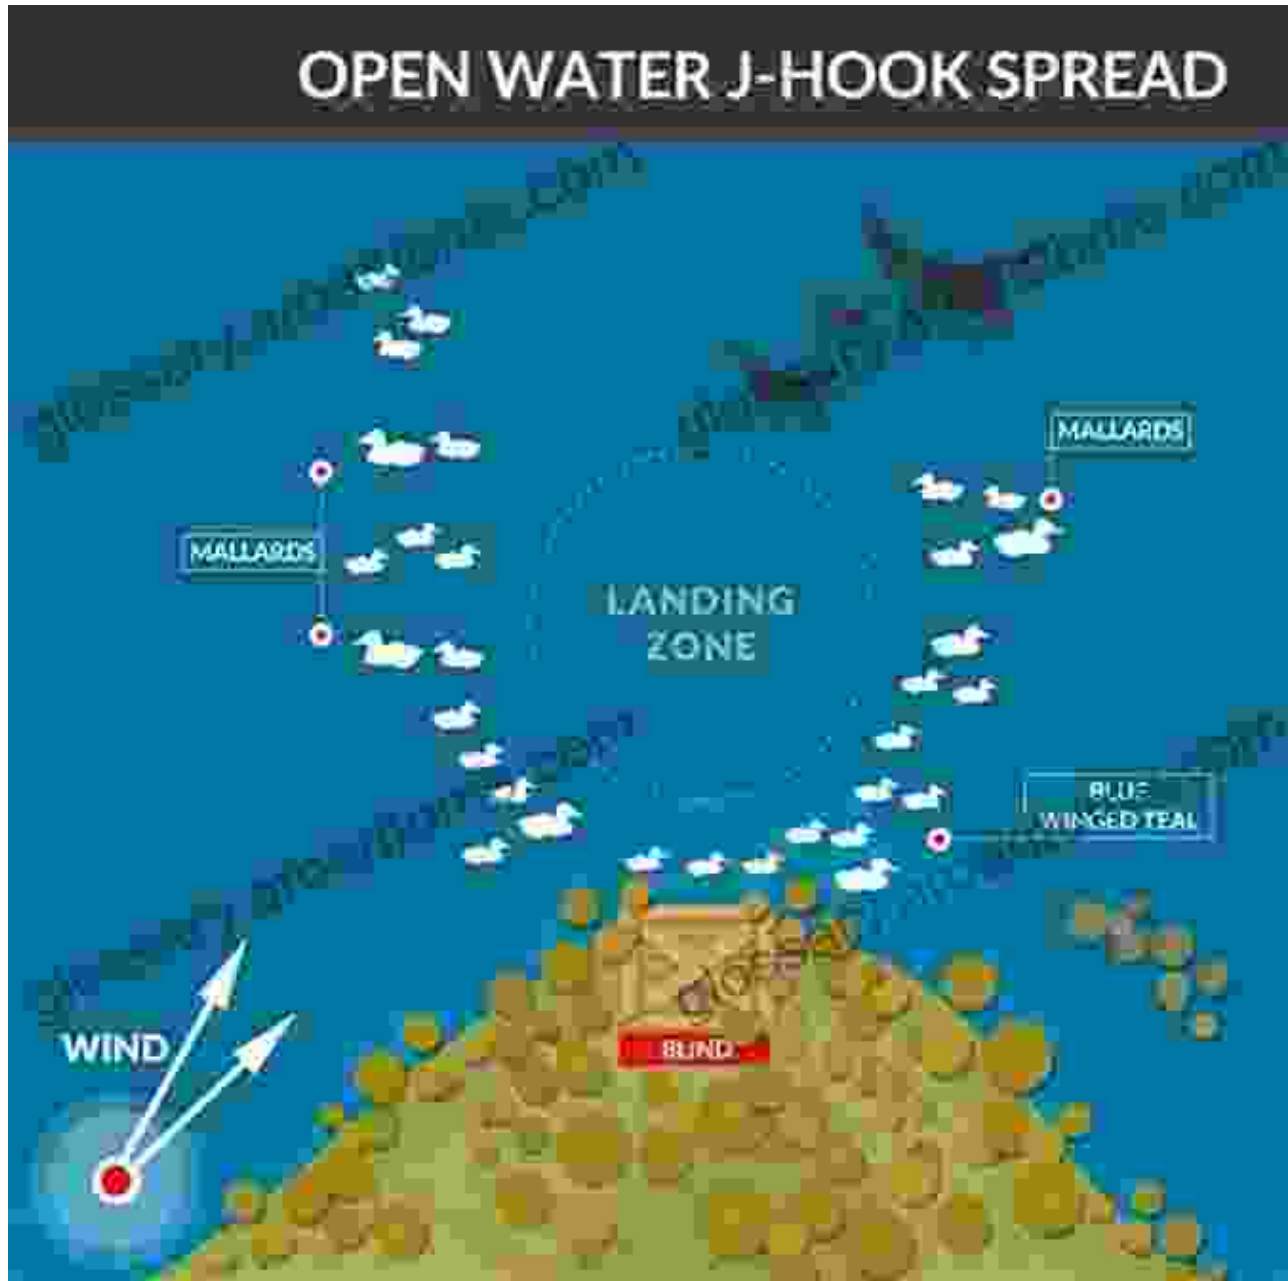 OPEN WATER J-HOOK SPREAD
MALLARDS
MALLARDS
LANDING
ZONE
BLUE
WINGED TEAL
WIND
BLIND